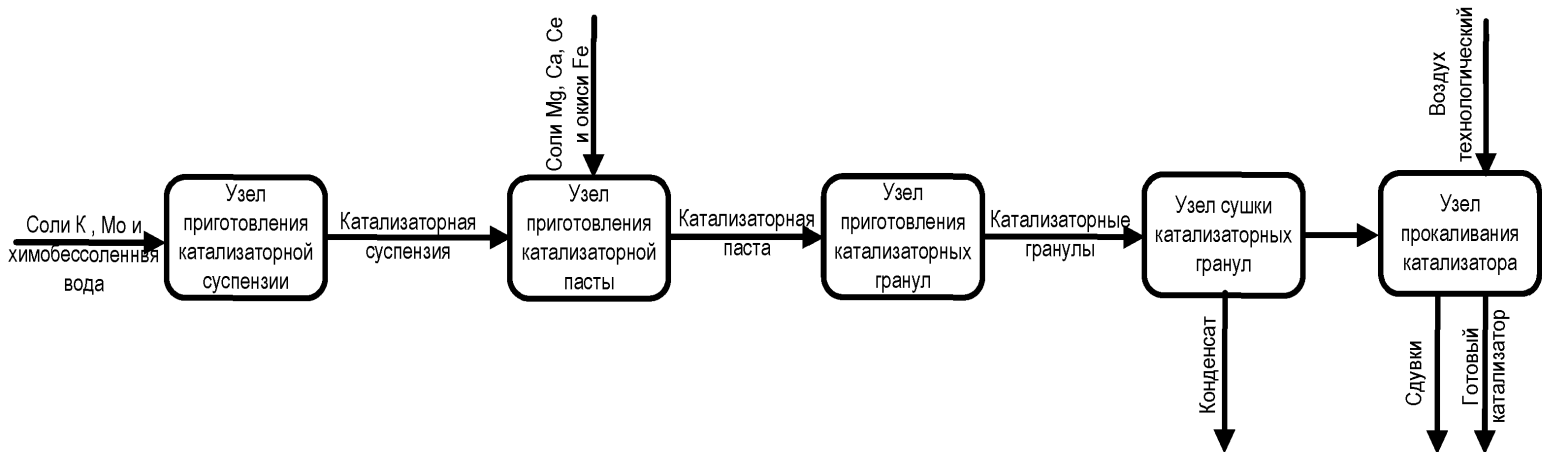 Соли К , Мо и
химобессоленнвя
вода
Узел
приготовления
катализаторной
суспензии
Катализаторная
суспензия
Соли Mg, Ca, Ce
и окиси Fe
Узел
приготовления
катализаторной
пасты
Катализаторная
паста
Узел
приготовления
катализаторных
гранул
Катализаторные
гранулы
Узел сушки
катализаторных
гранул
Конденсат
Воздух
технологический
Узел
прокаливания
катализатора
Сдувки
Готовый
катализатор